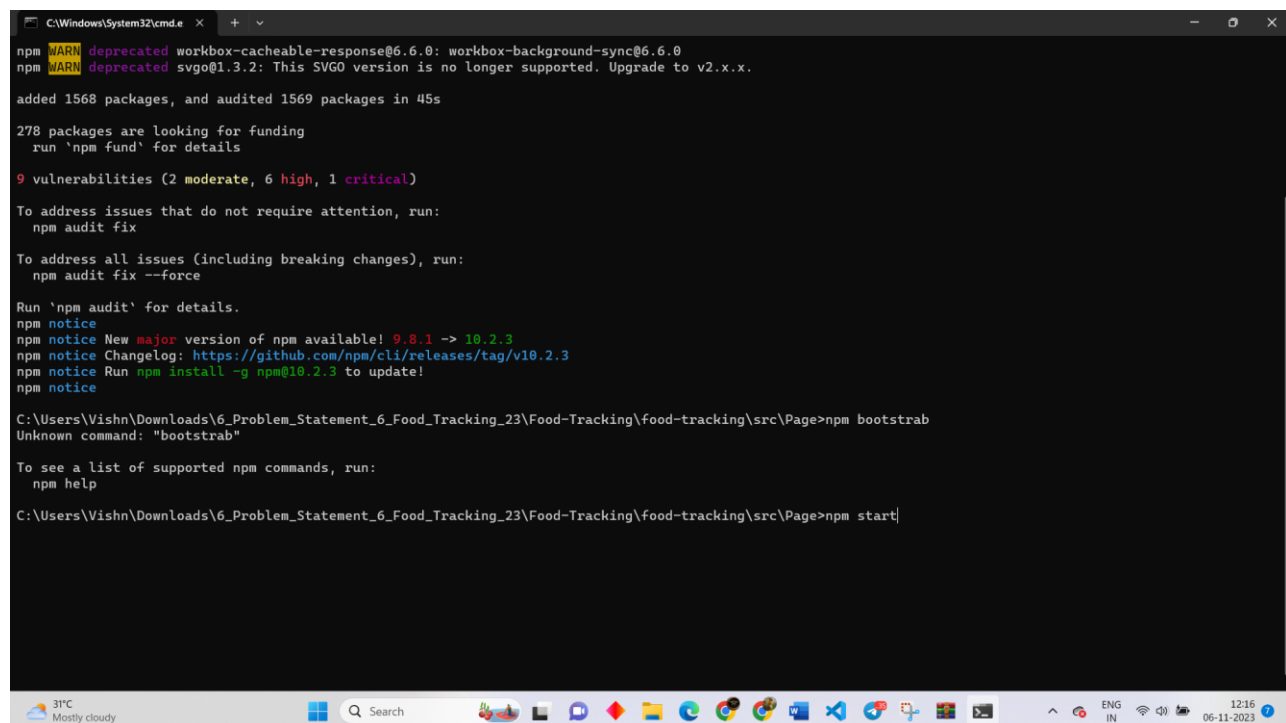 C:\Windows\System32\cmd.e
npm WARN deprecated workbox-cacheable-response@6.6.0: workbox-background-sync@6.6.0
npm WARN deprecated svgo@1.3.2: This SVGO version is no longer supported. Upgrade to v2.x.x.
added 1568 packages, and audited 1569 packages in 45s
278 packages are looking for funding
run `npm fund` for details
9 vulnerabilities (2 moderate, 6 high, 1 critical)
To address issues that do not require attention, run:
npm audit fix
To address all issues (including breaking changes), run:
npm audit fix --force
Run `npm audit` for details.
npm notice
npm notice New major version of npm available! 9.8.1 -> 10.2.3
npm notice Changelog: https://github.com/npm/cli/releases/tag/v10.2.3
npm notice Run npm install -g npm@10.2.3 to update!
npm notice
C:\Users\Vishn\Downloads\6_Problem_Statement_6_Food_Tracking_23\Food-Tracking\food-tracking\src\Page>npm bootstrab
Unknown command: "bootstrab"
To see a list of supported npm commands, run:
npm help
C:\Users\Vishn\Downloads\6_Problem_Statement_6_Food_Tracking_23\Food-Tracking\food-tracking\src\Page>npm start
31°C
Mostly cloudy
Search
ENG
IN
12:16
06-11-2023
7